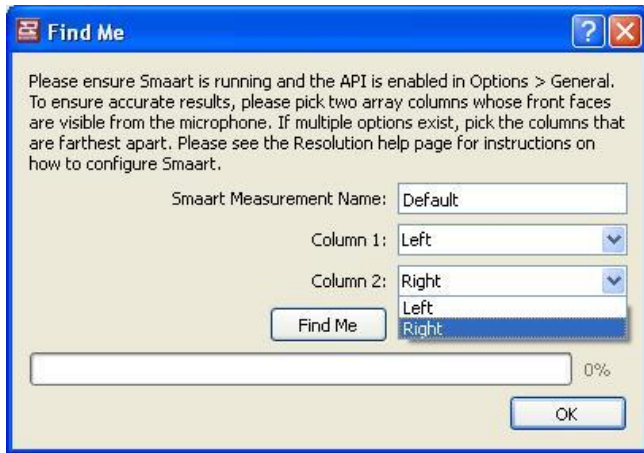 Find Me
Please ensure Smaart is running and the API is enabled in Options > General.
To ensure accurate results, please pick two array columns whose front faces
are visible from the microphone. If multiple options exist, pick the columns that
are farthest apart. Please see the Resolution help page for instructions on
how to configure Smaart.
Smaart Measurement Name: Default
Column 1: Left
Column 2: Right
Left
Find Me Right
0%
OK